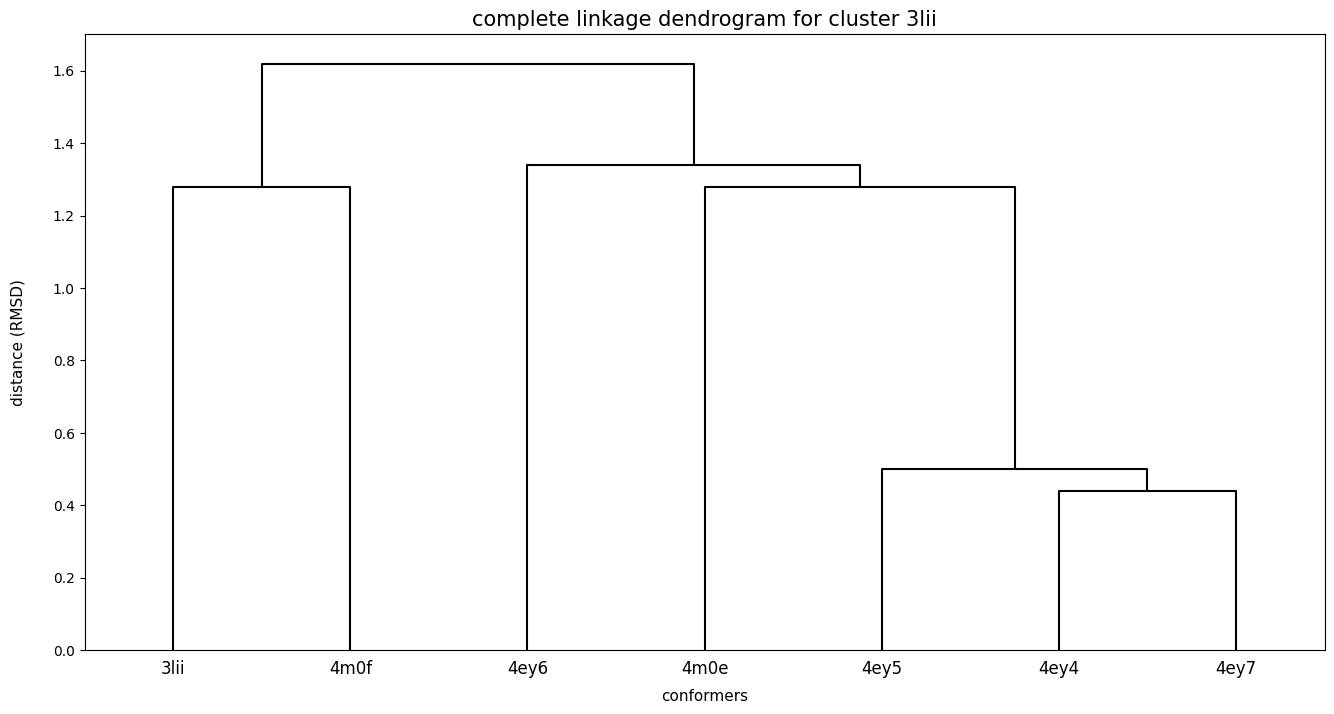 complete linkage dendrogram for cluster 3lii
1.6
1.4
1.2
1.0
0.8
0.6
0.4
0.2
0.0
distance (RMSD)
3lii 4m0f 4ey6 4m0e 4ey5 4ey4 4ey7
conformers